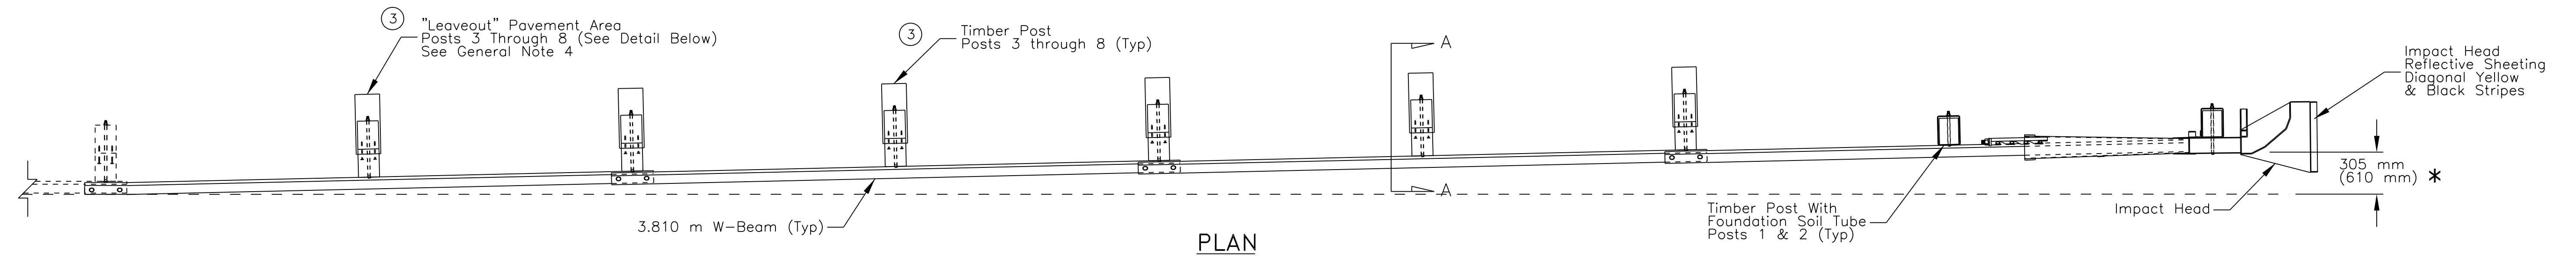 3
"Leaveout" Pavement Area
Posts 3 Through 8 (See Detail Below)
See General Note 4
3
Timber Post
Posts 3 through 8 (Typ)
A
A
Impact Head
Reflective Sheeting
Diagonal Yellow
& Black Stripes
305 mm
(610 mm) *
3.810 m W-Beam (Typ)
Timber Post With
Foundation Soil Tube
Posts 1 & 2 (Typ)
Impact Head
PLAN